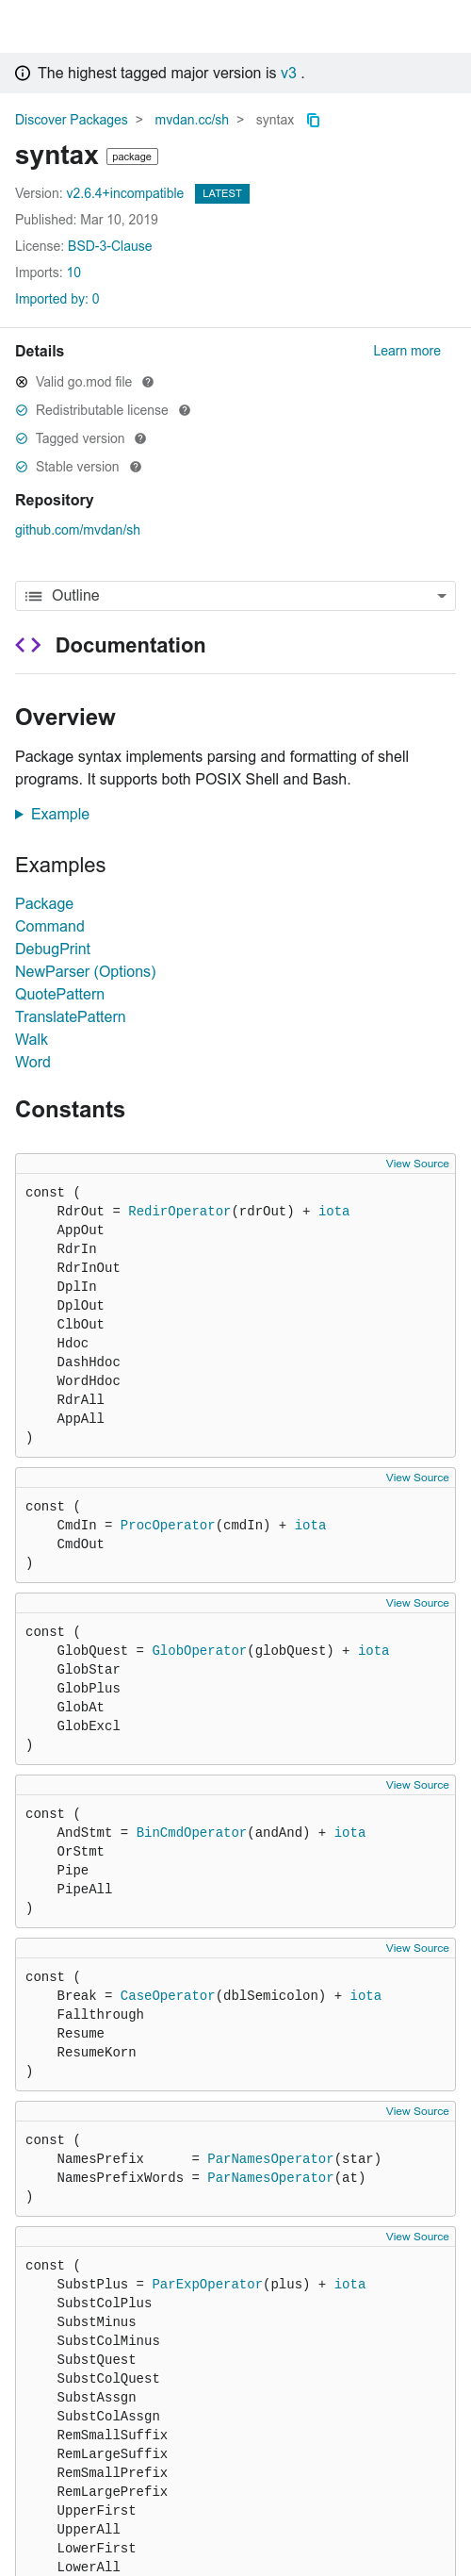 The highest tagged major version is v3 .
Discover Packages > mvdan.cc/sh > syntax
syntax package
Version: v2.6.4+incompatible LATEST
Published: Mar 10, 2019
License: BSD-3-Clause
Imports: 10
Imported by: 0
Details Learn more
Valid go.mod file
Redistributable license
Tagged version
Stable version
Repository
github.com/mvdan/sh
Outline
Documentation
Overview
Package syntax implements parsing and formatting of shell
programs. It supports both POSIX Shell and Bash.
Example
Examples
Package
Command
DebugPrint
NewParser (Options)
QuotePattern
TranslatePattern
Walk
Word
Constants
View Source
const (
    RdrOut = RedirOperator(rdrOut) + iota
    AppOut
    RdrIn
    RdrInOut
    DplIn
    DplOut
    ClbOut
    Hdoc
    DashHdoc
    WordHdoc
    RdrAll
    AppAll
)
View Source
const (
    CmdIn = ProcOperator(cmdIn) + iota
    CmdOut
)
View Source
const (
    GlobQuest = GlobOperator(globQuest) + iota
    GlobStar
    GlobPlus
    GlobAt
    GlobExcl
)
View Source
const (
    AndStmt = BinCmdOperator(andAnd) + iota
    OrStmt
    Pipe
    PipeAll
)
View Source
const (
    Break = CaseOperator(dblSemicolon) + iota
    Fallthrough
    Resume
    ResumeKorn
)
View Source
const (
    NamesPrefix      = ParNamesOperator(star)
    NamesPrefixWords = ParNamesOperator(at)
)
View Source
const (
    SubstPlus = ParExpOperator(plus) + iota
    SubstColPlus
    SubstMinus
    SubstColMinus
    SubstQuest
    SubstColQuest
    SubstAssgn
    SubstColAssgn
    RemSmallSuffix
    RemLargeSuffix
    RemSmallPrefix
    RemLargePrefix
    UpperFirst
    UpperAll
    LowerFirst
    LowerAll